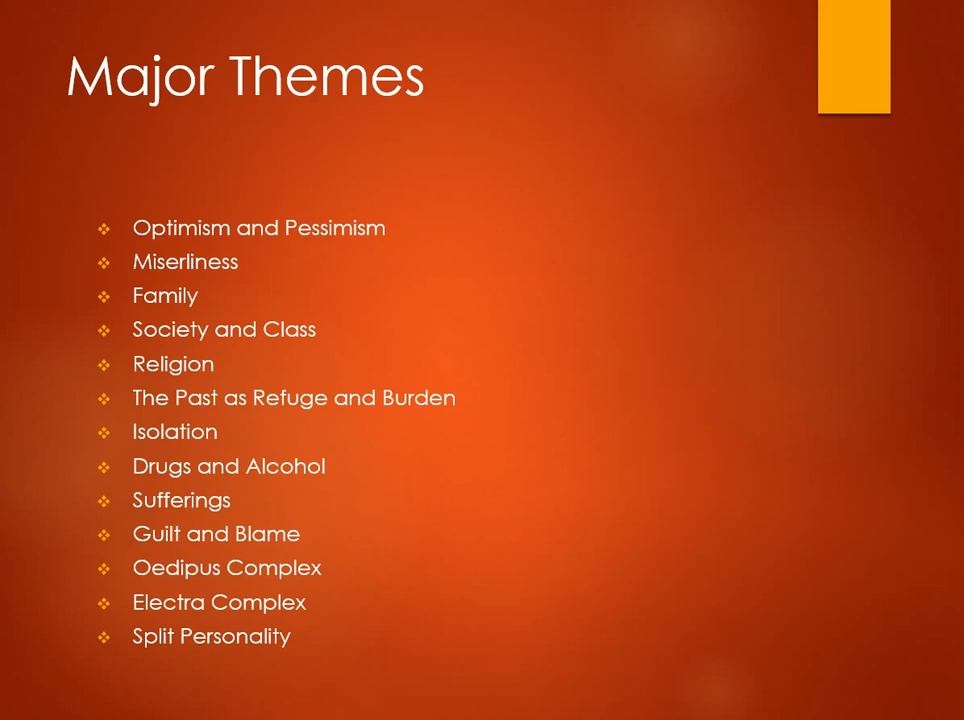 Major Themes
Optimism and Pessimism
Miserliness
Family
Society and Class
Religion
The Past as Refuge and Burden
Isolation
Drugs and Alcohol
Sufferings
Guilt and Blame
Oedipus Complex
Electra Complex
Split Personality